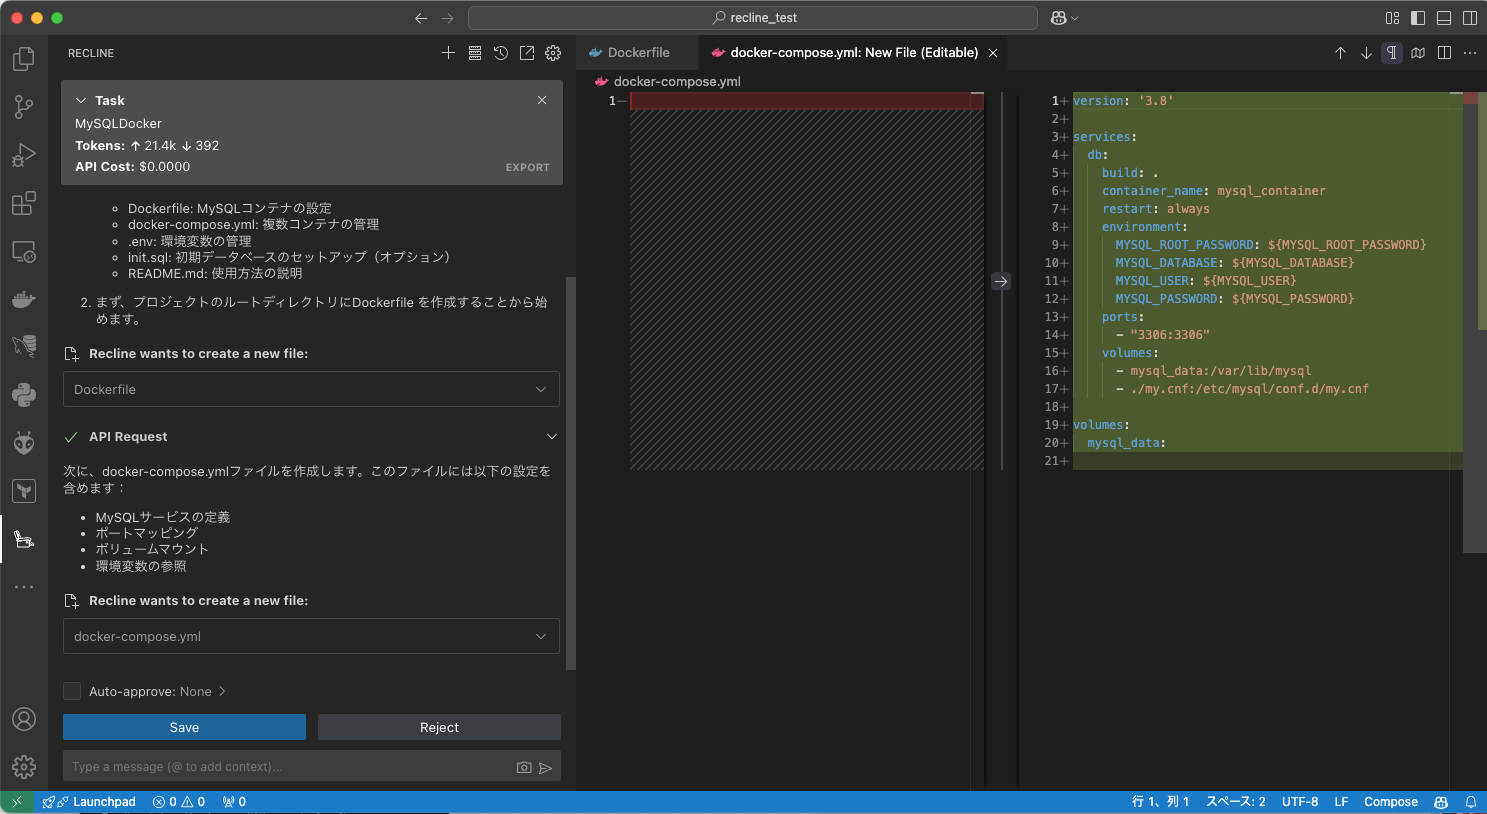 recline_test
RECLINE
Task
MySQLDocker
Tokens: ↑ 21.4k ↓ 392
API Cost: $0.0000
EXPORT
Dockerfile: MySQLコンテナの設定
docker-compose.yml: 複数コンテナの管理
.env: 環境変数の管理
init.sql: 初期データベースのセットアップ（オプション）
README.md: 使用方法の説明
2. まず、プロジェクトのルートディレクトリにDockerfile を作成することから始
めます。
Recline wants to create a new file:
Dockerfile
API Request
次に、docker-compose.ymlファイルを作成します。このファイルには以下の設定を
含めます：
MySQLサービスの定義
ポートマッピング
ボリュームマウント
環境変数の参照
Recline wants to create a new file:
docker-compose.yml
Auto-approve: None
Save
Reject
Type a message (@ to add context)...
Dockerfile
docker-compose.yml: New File (Editable)
docker-compose.yml
1−
1+ version: '3.8'
2+
3+ services:
4+ db:
5+ build: .
6+ container_name: mysql_container
7+ restart: always
8+ environment:
9+ MYSQL_ROOT_PASSWORD: ${MYSQL_ROOT_PASSWORD}
10+ MYSQL_DATABASE: ${MYSQL_DATABASE}
11+ MYSQL_USER: ${MYSQL_USER}
12+ MYSQL_PASSWORD: ${MYSQL_PASSWORD}
13+ ports:
14+ - "3306:3306"
15+ volumes:
16+ - mysql_data:/var/lib/mysql
17+ - ./my.cnf:/etc/mysql/conf.d/my.cnf
18+
19+ volumes:
20+ mysql_data:
21+
Launchpad
0
0
0
行 1、列 1
スペース: 2
UTF-8
LF
Compose